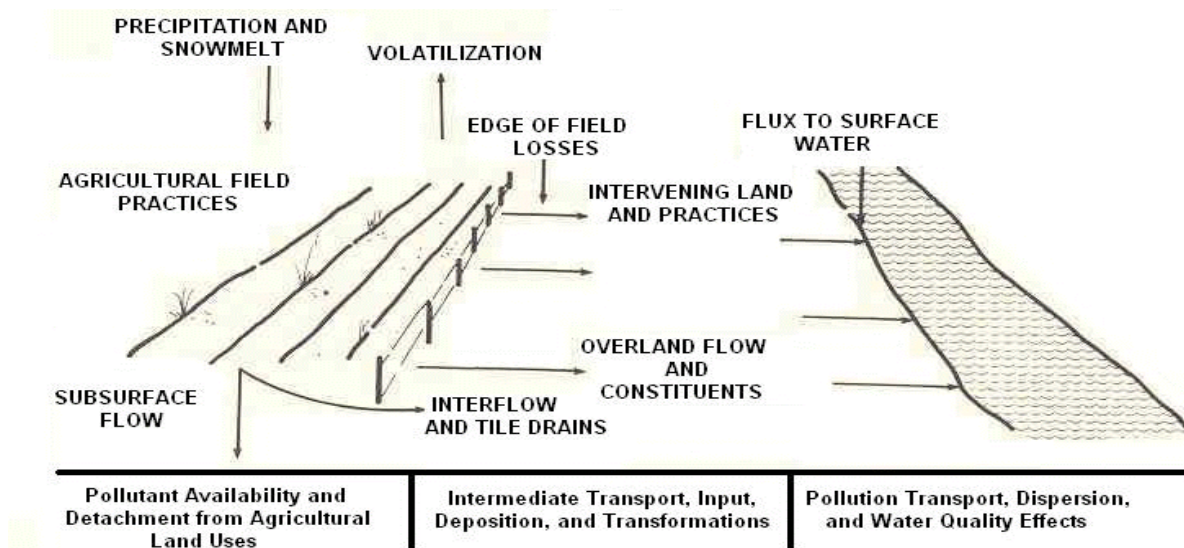 PRECIPITATION AND
SNOWMELT
VOLATILIZATION
EDGE OF FIELD
LOSSES
FLUX TO SURFACE
WATER
AGRICULTURAL FIELD
PRACTICES
INTERVENING LAND
AND PRACTICES
OVERLAND FLOW
AND
CONSTITUENTS
SUBSURFACE
FLOW
INTERFLOW
AND TILE DRAINS
Pollutant Availability and
Detachment from Agricultural
Land Uses
Intermediate Transport, Input,
Deposition, and Transformations
Pollution Transport, Dispersion,
and Water Quality Effects